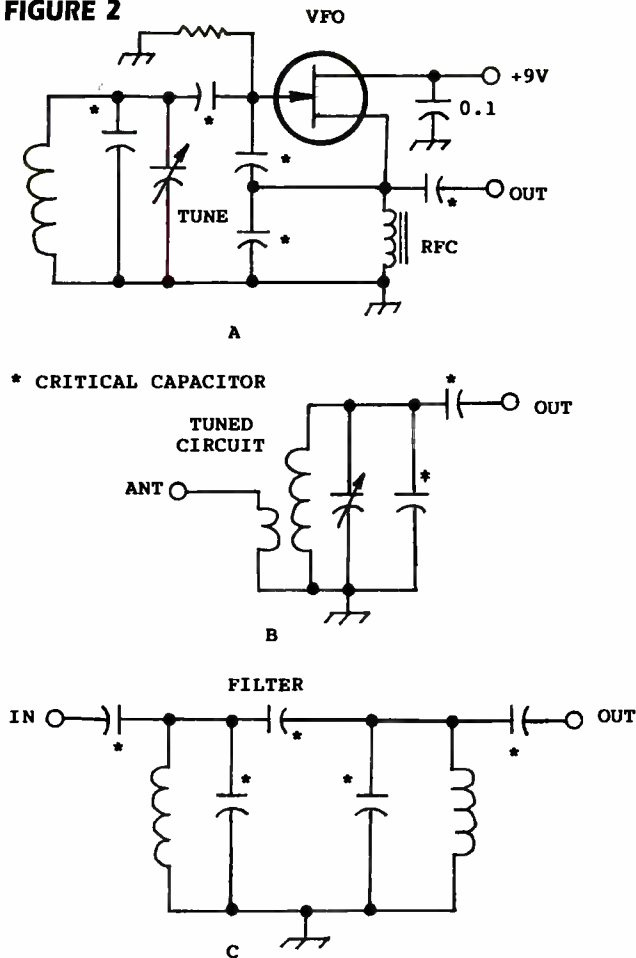 FIGURE 2
VFO
+9V
*
*
0.1
*
TUNE
*
OUT
*
RFC
A
* CRITICAL CAPACITOR
*
OUT
TUNED
CIRCUIT
ANT
*
B
FILTER
IN
OUT
*
*
*
*
*
C